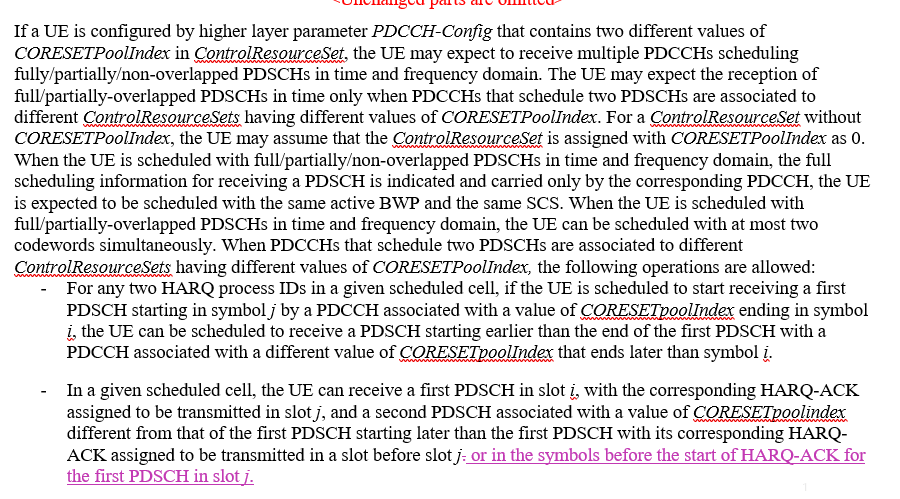 <Unchanged parts are omitted>
If a UE is configured by higher layer parameter PDCCH-Config that contains two different values of
CORESETPoolIndex in ControlResourceSet, the UE may expect to receive multiple PDCCHs scheduling
fully/partially/non-overlapped PDSCHs in time and frequency domain. The UE may expect the reception of
full/partially-overlapped PDSCHs in time only when PDCCHs that schedule two PDSCHs are associated to
different ControlResourceSets having different values of CORESETPoolIndex. For a ControlResourceSet without
CORESETPoolIndex, the UE may assume that the ControlResourceSet is assigned with CORESETPoolIndex as 0.
When the UE is scheduled with full/partially/non-overlapped PDSCHs in time and frequency domain, the full
scheduling information for receiving a PDSCH is indicated and carried only by the corresponding PDCCH, the UE
is expected to be scheduled with the same active BWP and the same SCS. When the UE is scheduled with
full/partially-overlapped PDSCHs in time and frequency domain, the UE can be scheduled with at most two
codewords simultaneously. When PDCCHs that schedule two PDSCHs are associated to different
ControlResourceSets having different values of CORESETPoolIndex, the following operations are allowed:
- For any two HARQ process IDs in a given scheduled cell, if the UE is scheduled to start receiving a first
PDSCH starting in symbol j by a PDCCH associated with a value of CORESETpoolIndex ending in symbol
i, the UE can be scheduled to receive a PDSCH starting earlier than the end of the first PDSCH with a
PDCCH associated with a different value of CORESETpoolIndex that ends later than symbol i.
- In a given scheduled cell, the UE can receive a first PDSCH in slot i, with the corresponding HARQ-ACK
assigned to be transmitted in slot j, and a second PDSCH associated with a value of CORESETpoolindex
different from that of the first PDSCH starting later than the first PDSCH with its corresponding HARQ-
ACK assigned to be transmitted in a slot before slot j. or in the symbols before the start of HARQ-ACK for
the first PDSCH in slot j.